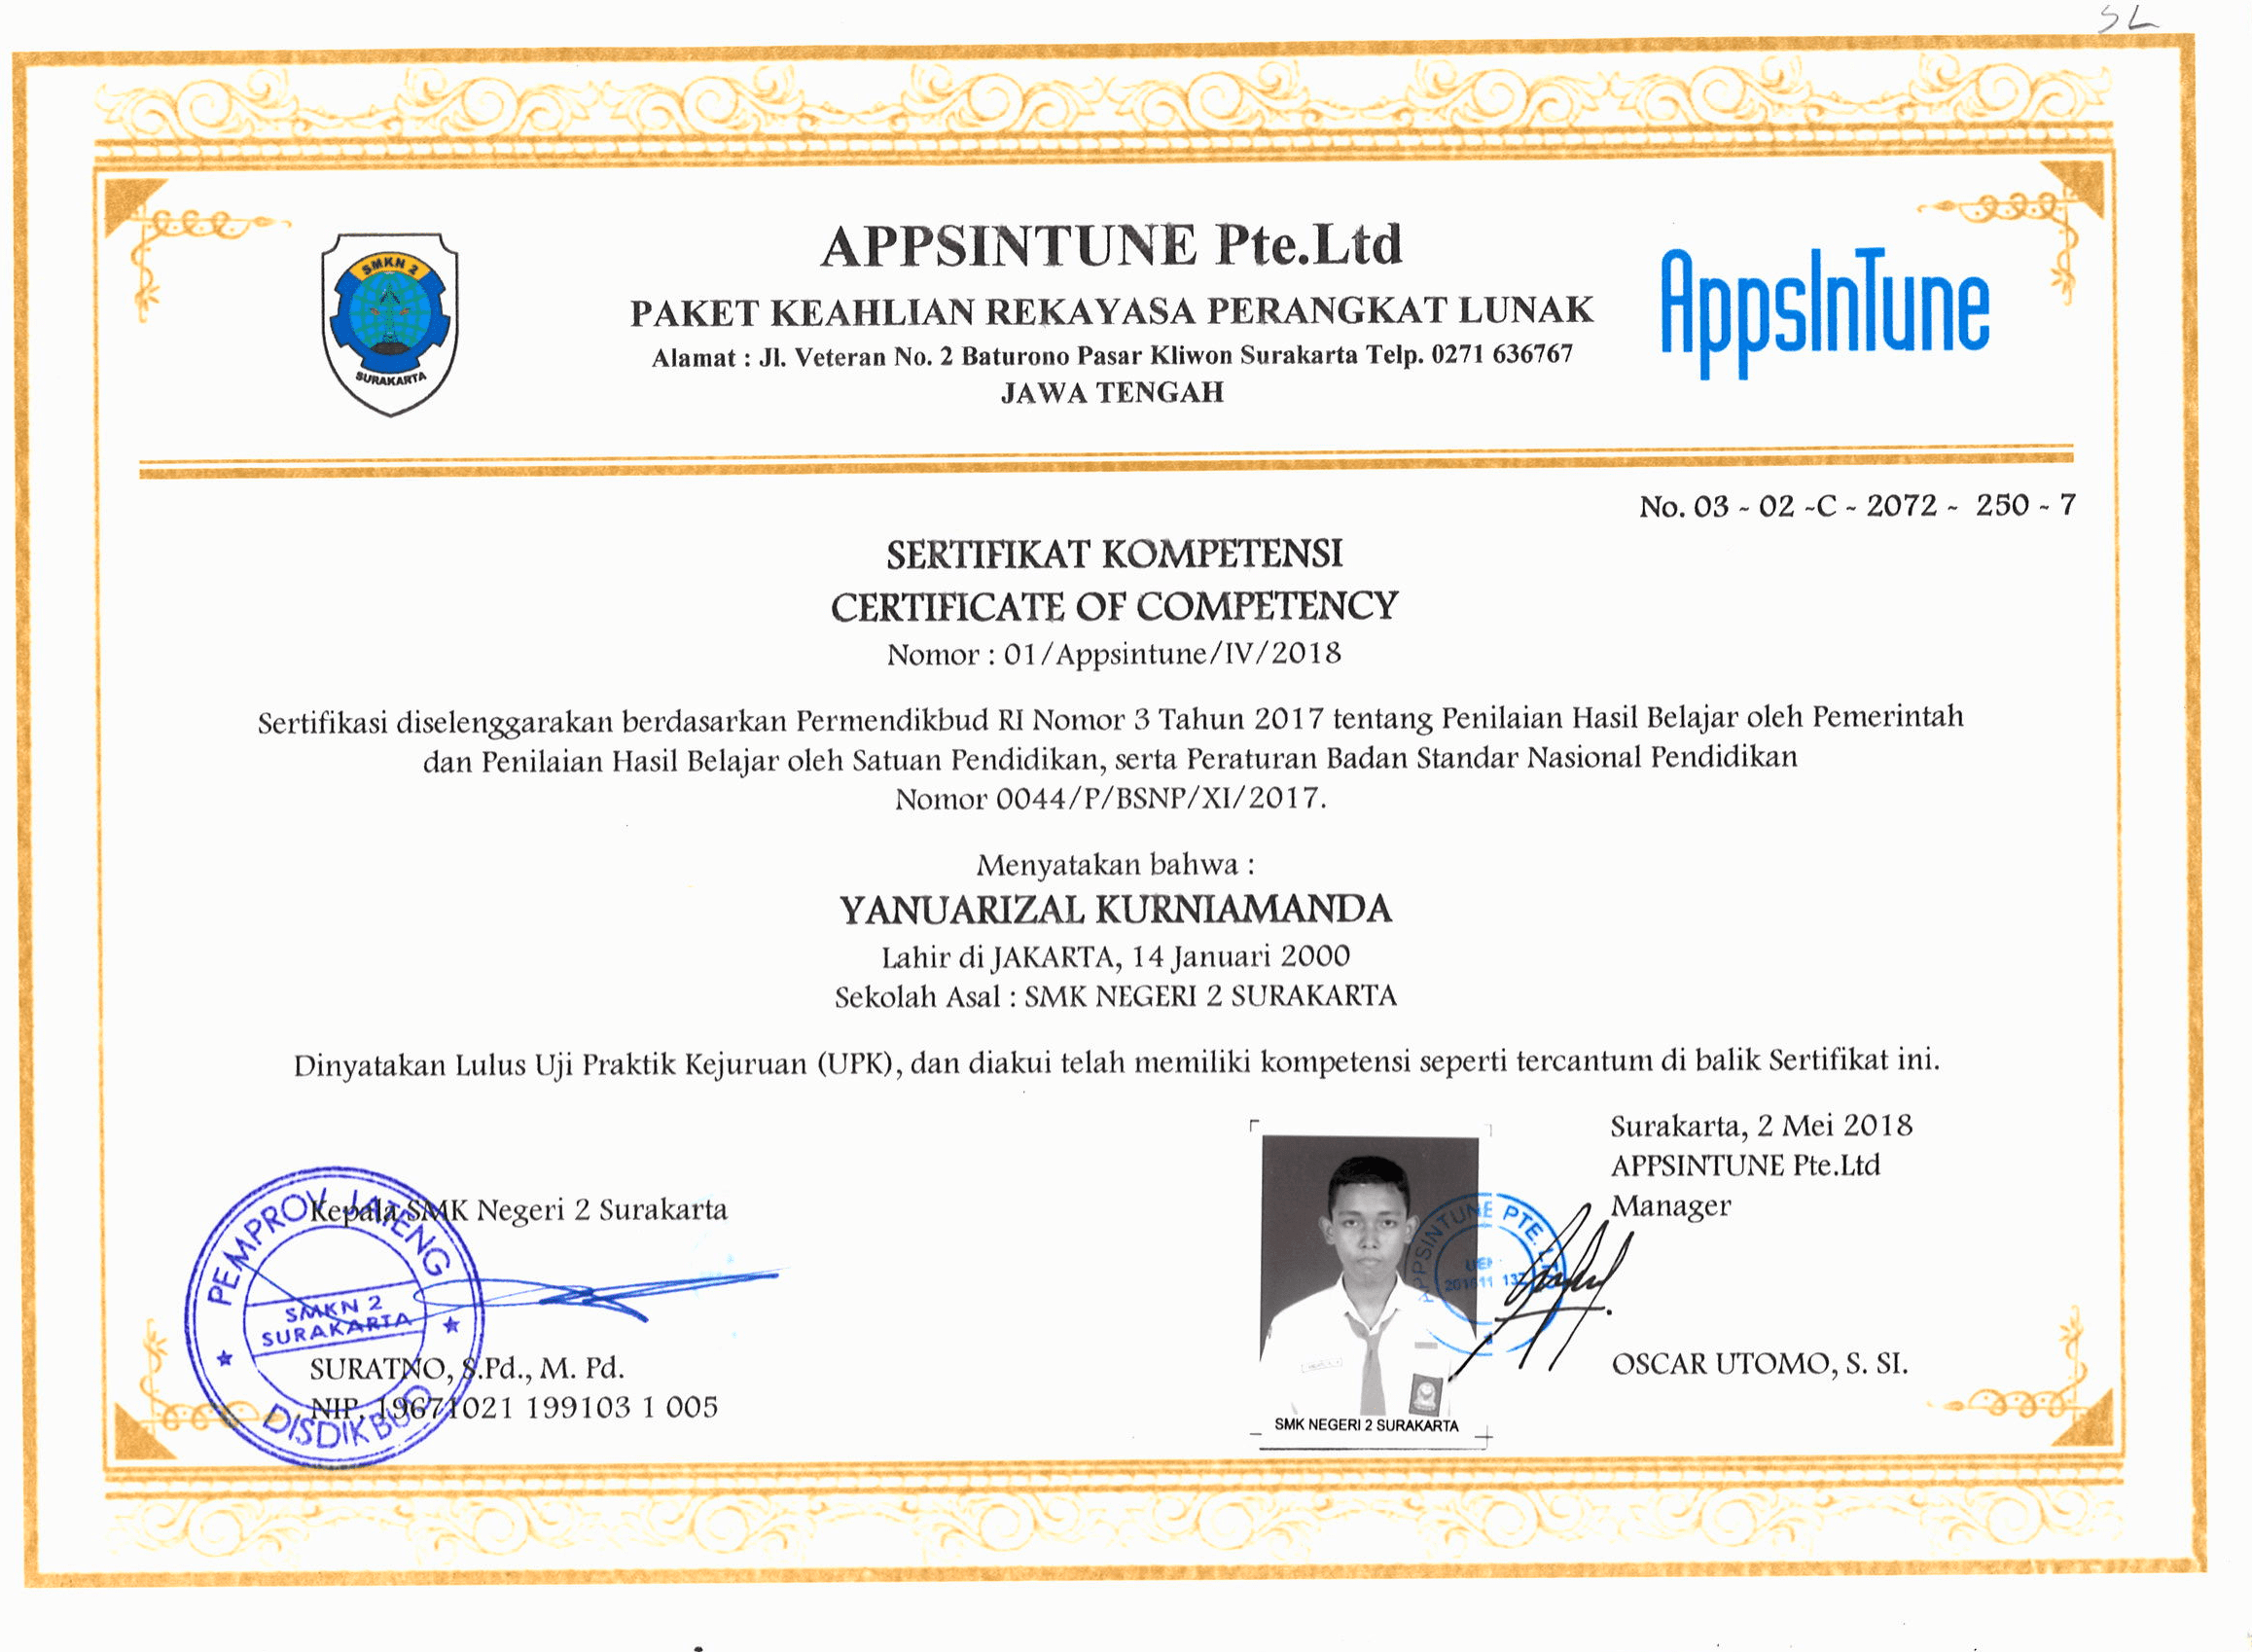 SL
SMKN 2
SURAKARTA
APPSINTUNE Pte.Ltd
PAKET KEAHLIAN REKAYASA PERANGKAT LUNAK
Alamat : Jl. Veteran No. 2 Baturono Pasar Kliwon Surakarta Telp. 0271 636767
JAWA TENGAH
AppsInTune
No. 03 - 02 -C - 2072 - 250 - 7
SERTIFIKAT KOMPETENSI
CERTIFICATE OF COMPETENCY
Nomor : 01/Appsintune/IV/2018
Sertifikasi diselenggarakan berdasarkan Permendikbud RI Nomor 3 Tahun 2017 tentang Penilaian Hasil Belajar oleh Pemerintah
dan Penilaian Hasil Belajar oleh Satuan Pendidikan, serta Peraturan Badan Standar Nasional Pendidikan
Nomor 0044/P/BSNP/XI/2017.
Menyatakan bahwa :
YANUARIZAL KURNIAMANDA
Lahir di JAKARTA, 14 Januari 2000
Sekolah Asal : SMK NEGERI 2 SURAKARTA
Dinyatakan Lulus Uji Praktik Kejuruan (UPK), dan diakui telah memiliki kompetensi seperti tercantum di balik Sertifikat ini.
Kepala SMK Negeri 2 Surakarta
PEMPROV JATENG
SMKN 2
SURAKARTA
DISDIKBUD
SURATNO, S.Pd., M. Pd.
NIP. 19671021 199103 1 005
APPSINTUNE PTE.
SMK NEGERI 2 SURAKARTA
Surakarta, 2 Mei 2018
APPSINTUNE Pte.Ltd
Manager
OSCAR UTOMO, S. SI.